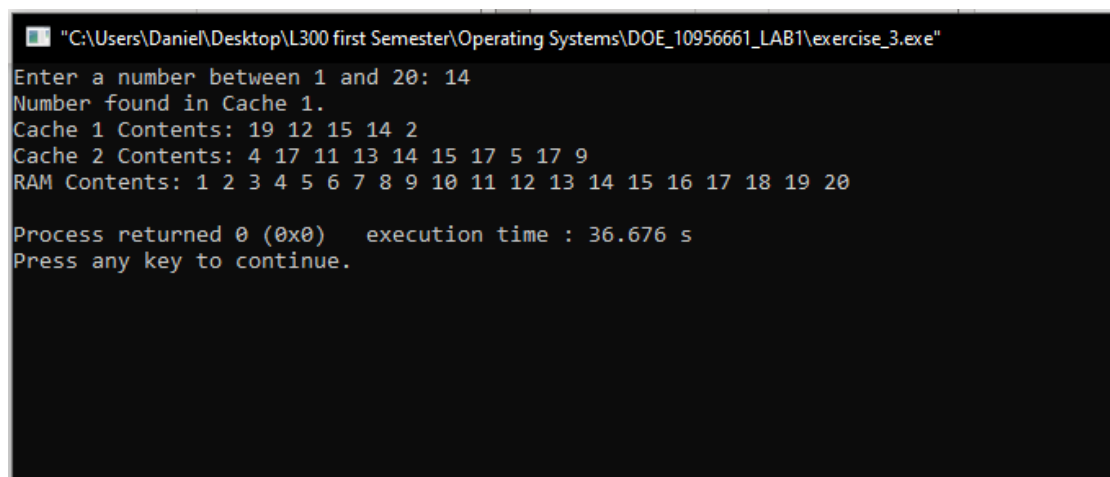 "C:\Users\Daniel\Desktop\L300 first Semester\Operating Systems\DOE_10956661_LAB1\exercise_3.exe"
Enter a number between 1 and 20: 14
Number found in Cache 1.
Cache 1 Contents: 19 12 15 14 2
Cache 2 Contents: 4 17 11 13 14 15 17 5 17 9
RAM Contents: 1 2 3 4 5 6 7 8 9 10 11 12 13 14 15 16 17 18 19 20
Process returned 0 (0x0)   execution time : 36.676 s
Press any key to continue.